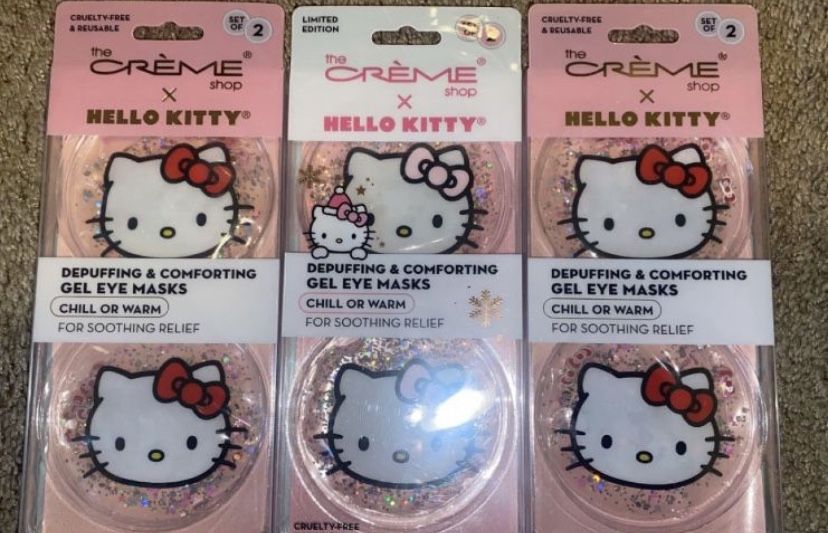 CRUELTY-FREE
& REUSABLE
SET OF 2
the
CRÈME®
shop
×
HELLO KITTY®
DEPUFFING & COMFORTING
GEL EYE MASKS
CHILL OR WARM
FOR SOOTHING RELIEF
LIMITED
EDITION
the
CRÈME®
shop
×
HELLO KITTY®
DEPUFFING & COMFORTING
GEL EYE MASKS
CHILL OR WARM
FOR SOOTHING RELIEF
CRUELTY-FREE
CRUELTY-FREE
& REUSABLE
SET OF 2
the
CRÈME®
shop
×
HELLO KITTY®
DEPUFFING & COMFORTING
GEL EYE MASKS
CHILL OR WARM
FOR SOOTHING RELIEF